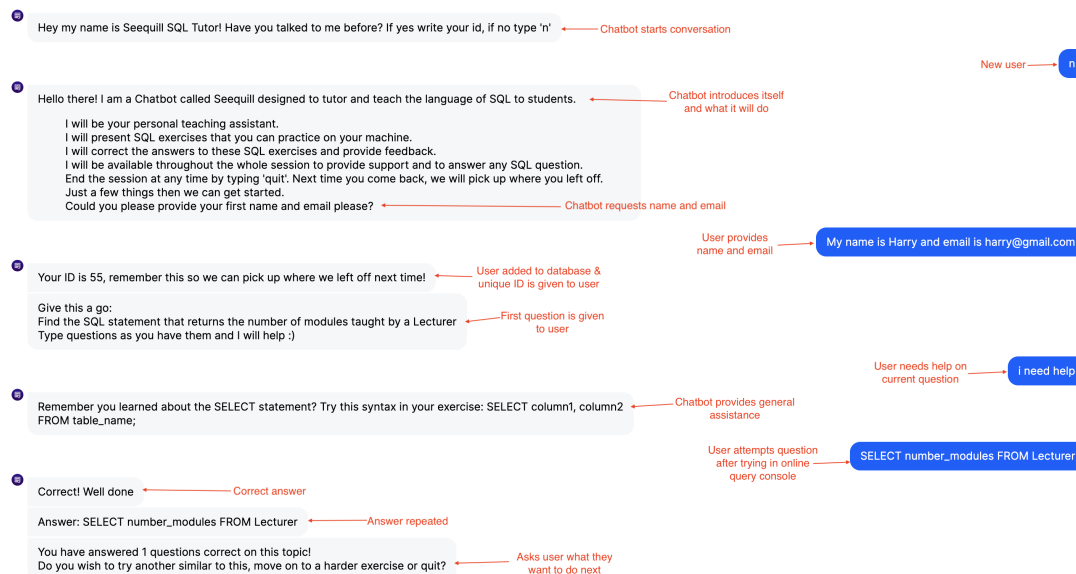 Hey my name is Seequill SQL Tutor! Have you talked to me before? If yes write your id, if no type 'n'
Chatbot starts conversation
New user
n
Hello there! I am a Chatbot called Seequill designed to tutor and teach the language of SQL to students.
Chatbot introduces itself
and what it will do
I will be your personal teaching assistant.
I will present SQL exercises that you can practice on your machine.
I will correct the answers to these SQL exercises and provide feedback.
I will be available throughout the whole session to provide support and to answer any SQL question.
End the session at any time by typing 'quit'. Next time you come back, we will pick up where you left off.
Just a few things then we can get started.
Could you please provide your first name and email please?
Chatbot requests name and email
User provides
name and email
My name is Harry and email is harry@gmail.com
Your ID is 55, remember this so we can pick up where we left off next time!
User added to database &
unique ID is given to user
Give this a go:
Find the SQL statement that returns the number of modules taught by a Lecturer
Type questions as you have them and I will help :)
First question is given
to user
User needs help on
current question
i need help
Remember you learned about the SELECT statement? Try this syntax in your exercise: SELECT column1, column2
FROM table_name;
Chatbot provides general
assistance
User attempts question
after trying in online
query console
SELECT number_modules FROM Lecturer
Correct! Well done
Correct answer
Answer: SELECT number_modules FROM Lecturer
Answer repeated
You have answered 1 questions correct on this topic!
Do you wish to try another similar to this, move on to a harder exercise or quit?
Asks user what they
want to do next